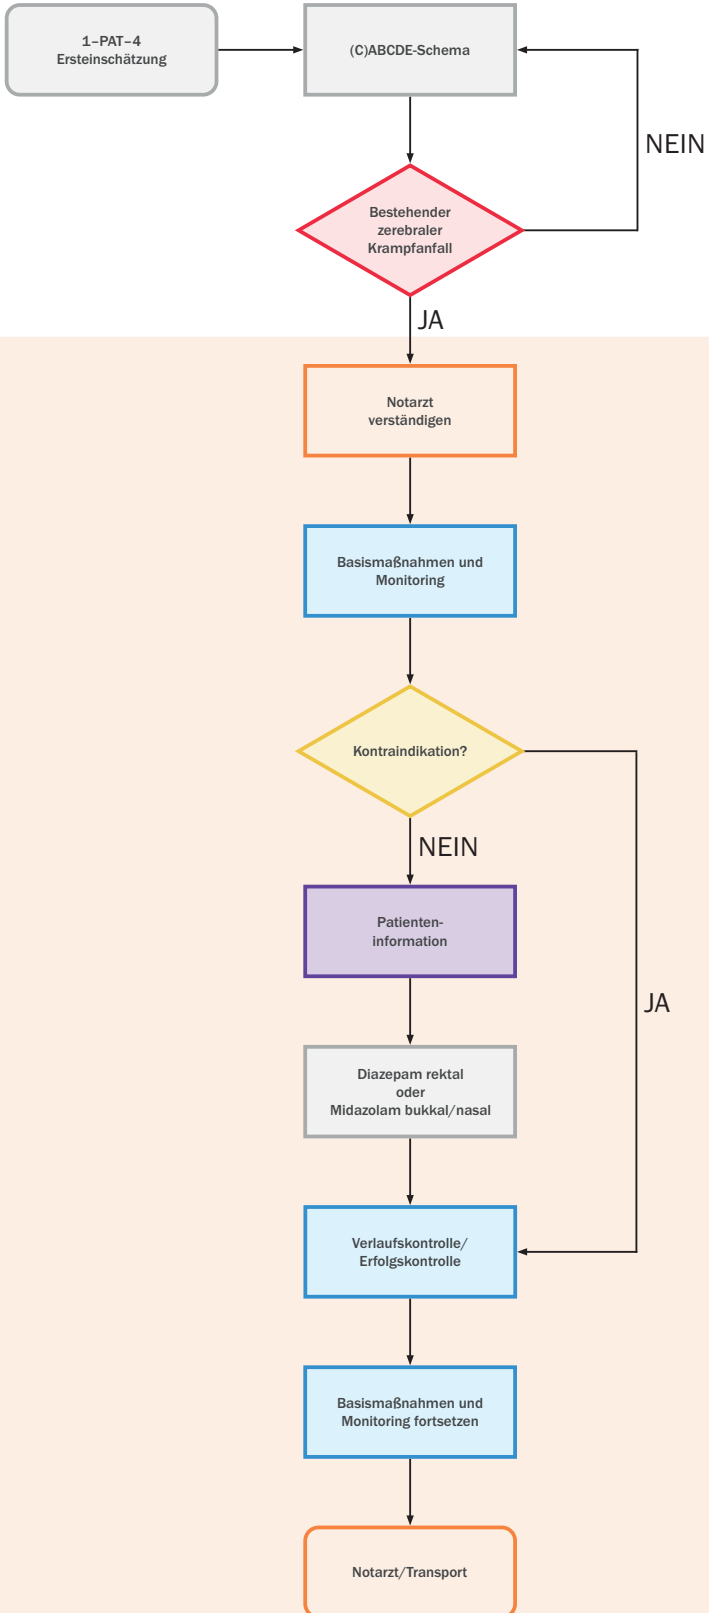 1–PAT–4
Ersteinschätzung
(C)ABCDE-Schema
NEIN
Bestehender
zerebraler
Krampfanfall
JA
Notarzt
verständigen
Basismaßnahmen und
Monitoring
Kontraindikation?
NEIN
Patienten-
information
JA
Diazepam rektal
oder
Midazolam bukkal/nasal
Verlaufskontrolle/
Erfolgskontrolle
Basismaßnahmen und
Monitoring fortsetzen
Notarzt/Transport